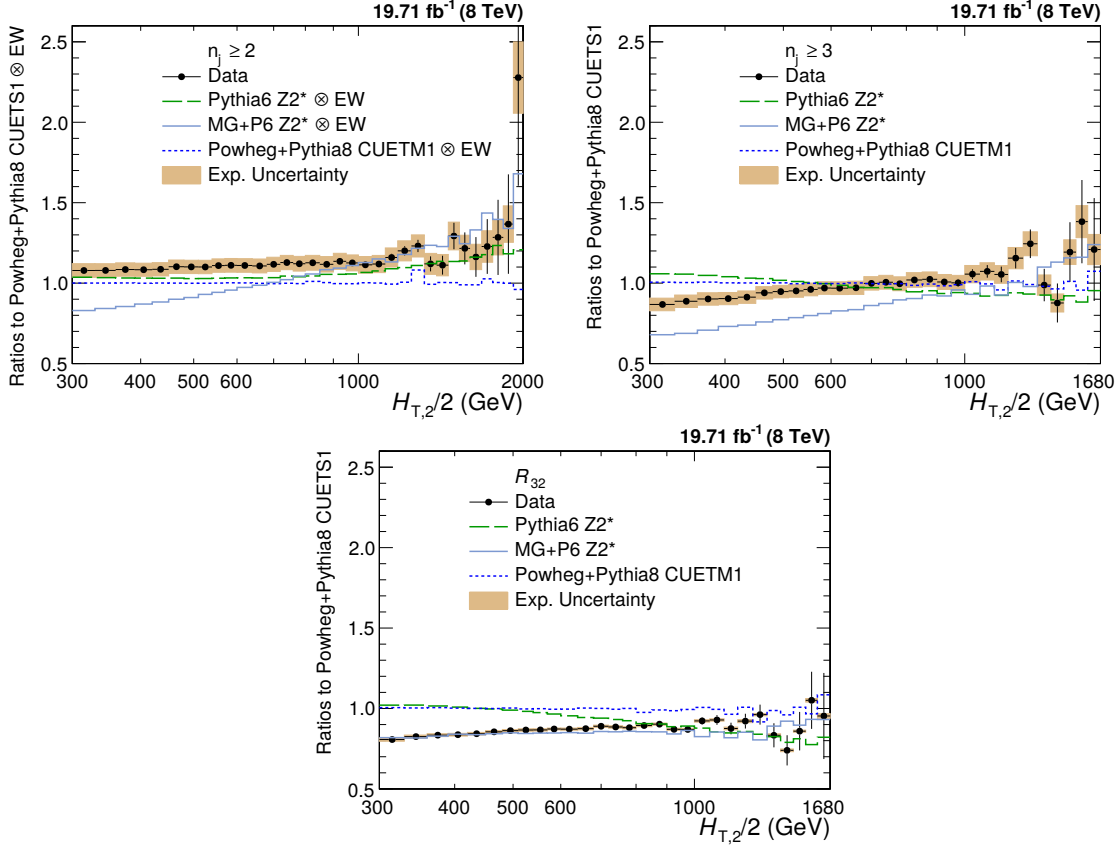 19.71 fb⁻¹ (8 TeV)
Ratios to Powheg+Pythia8 CUETS1 ⊗ EW
2.5
2.0
1.5
1.0
0.5
n_j ≥ 2
Data
Pythia6 Z2* ⊗ EW
MG+P6 Z2* ⊗ EW
Powheg+Pythia8 CUETM1 ⊗ EW
Exp. Uncertainty
300 400 500 600 1000 2000
H_T,2/2 (GeV)
19.71 fb⁻¹ (8 TeV)
Ratios to Powheg+Pythia8 CUETS1
2.5
2.0
1.5
1.0
0.5
n_j ≥ 3
Data
Pythia6 Z2*
MG+P6 Z2*
Powheg+Pythia8 CUETM1
Exp. Uncertainty
300 400 500 600 1000 1680
H_T,2/2 (GeV)
19.71 fb⁻¹ (8 TeV)
Ratios to Powheg+Pythia8 CUETS1
2.5
2.0
1.5
1.0
0.5
R_32
Data
Pythia6 Z2*
MG+P6 Z2*
Powheg+Pythia8 CUETM1
Exp. Uncertainty
300 400 500 600 1000 1680
H_T,2/2 (GeV)